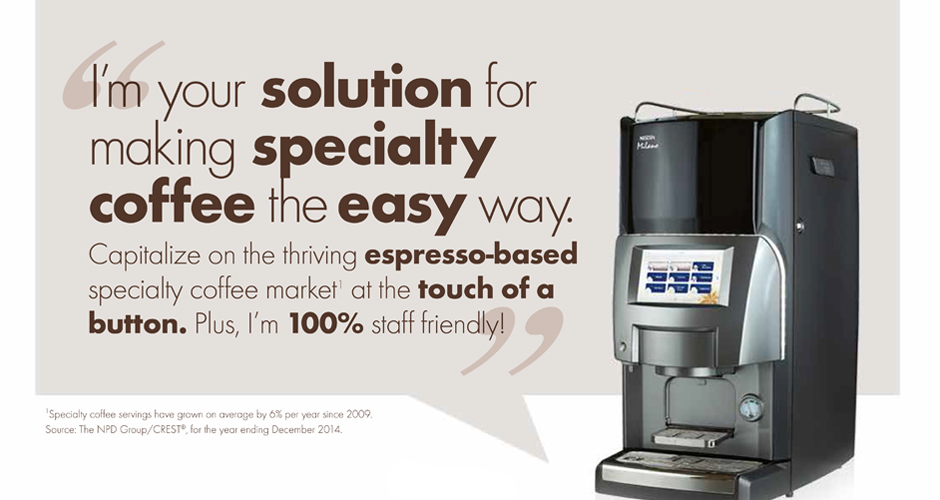 “I’m your solution for
making specialty
coffee the easy way.
Capitalize on the thriving espresso-based
specialty coffee market¹ at the touch of a
button. Plus, I’m 100% staff friendly!”
¹Specialty coffee servings have grown on average by 6% per year since 2009.
Source: The NPD Group/CREST®, for the year ending December 2014.
NESCAFÉ
Milano